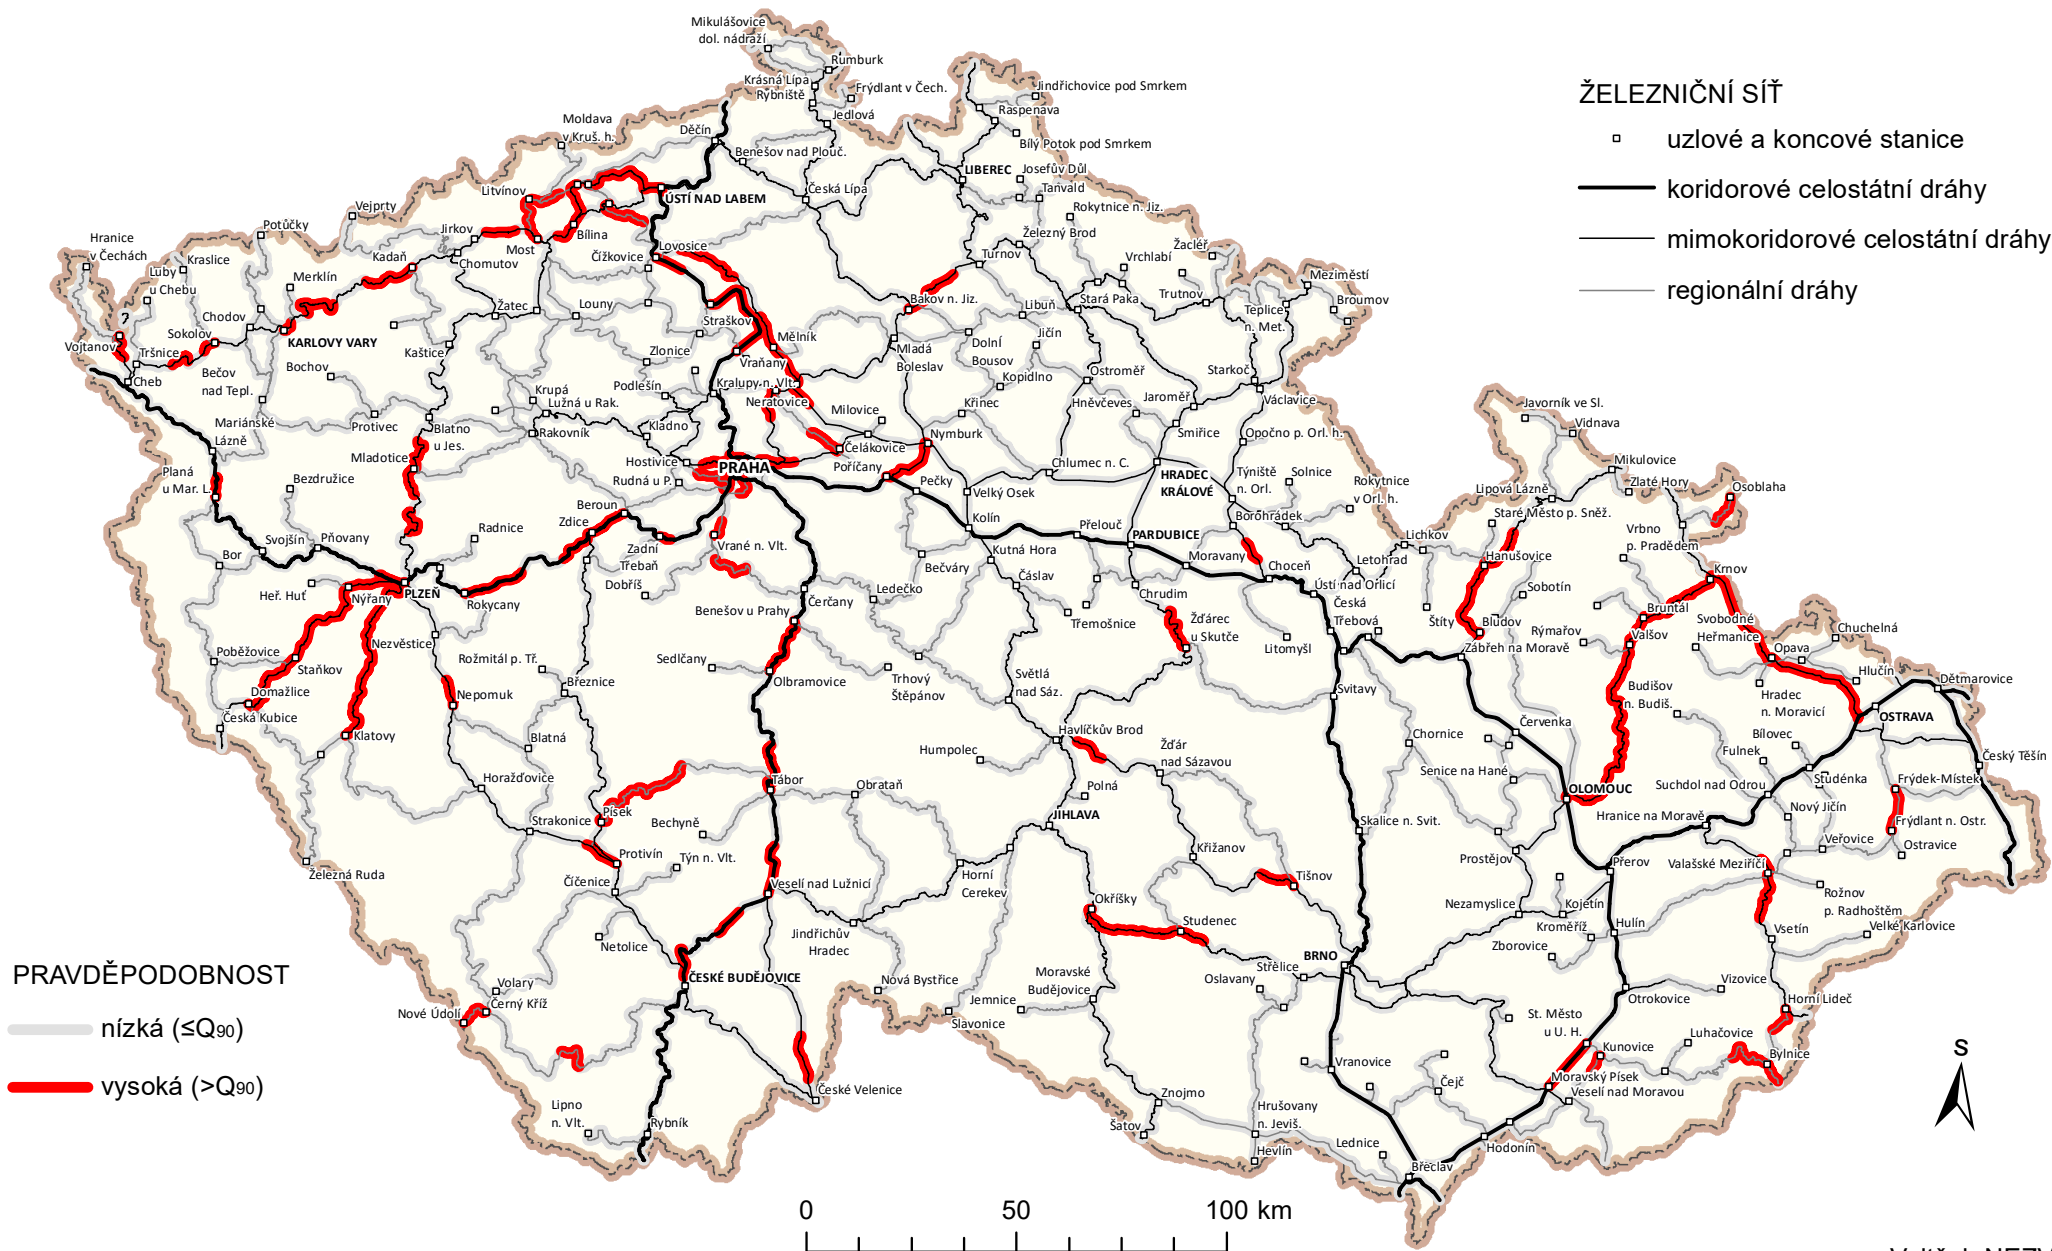 Mikulášovice
dol. nádraží
Rumburk
Krásná Lípa
Rybniště
Frýdlant v Čech.
Jindřichovice pod Smrkem
Raspenava
Jedlová
Moldava
v Kruš. h.
Děčín
Benešov nad Plouč.
Bílý Potok pod Smrkem
LIBEREC
Josefův Důl
Tanvald
Česká Lípa
Litvínov
ÚSTÍ NAD LABEM
Rokytnice n. Jiz.
Železný Brod
Vejprty
Potůčky
Jirkov
Most
Bílina
Lovosice
Čížkovice
Turnov
Žacléř
Vrchlabí
Trutnov
Meziměstí
Broumov
Teplice
n. Met.
Hranice
v Čechách
Kraslice
Luby
u Chebu
Merklín
Kadaň
Chomutov
Žatec
Louny
Bakov n. Jiz.
Libuň
Stará Paka
Straškov
Mělník
Jičín
Chodov
Sokolov
KARLOVY VARY
Vojtanov
Tršnice
Cheb
Kaštice
Zlonice
Vraňany
Mladá
Boleslav
Dolní
Bousov
Kopidlno
Ostroměř
Starkoč
Bečov
nad Tepl.
Bochov
Podlešín
Kralupy n. Vlt.
Neratovice
Krupá
Lužná u Rak.
Milovice
Křinec
Hněvčeves
Jaroměř
Václavice
Mariánské
Lázně
Protivec
Blatno
u Jes.
Rakovník
Kladno
Čelákovice
Nymburk
Smiřice
Opočno p. Orl. h.
Planá
u Mar. L.
Bezdružice
Mladotice
Hostivice
PRAHA
Rudná u P.
Poříčany
Pečky
Chlumec n. C.
HRADEC
KRÁLOVÉ
Týniště
n. Orl.
Solnice
Rokytnice
v Orl. h.
Velký Osek
Kolín
Beroun
Zdice
Zadní
Třebaň
Vrané n. Vlt.
Přelouč
PARDUBICE
Borohrádek
Moravany
Choceň
Letohrad
Lichkov
Bor
Svojšín
Pňovany
Radnice
Kutná Hora
Bečváry
Čáslav
Ústí nad Orlicí
Heř. Huť
Nýřany
PLZEŇ
Rokycany
Dobříš
Benešov u Prahy
Čerčany
Ledečko
Třemošnice
Chrudim
Žďárec
u Skutče
Česká
Třebová
Litomyšl
Javorník ve Sl.
Vidnava
Mikulovice
Lipová Lázně
Zlaté Hory
Osoblaha
Staré Město p. Sněž.
Vrbno
p. Pradědem
Hanušovice
Sobotín
Krnov
Štíty
Bludov
Bruntál
Rýmařov
Valšov
Svobodné
Heřmanice
Zábřeh na Moravě
Opava
Chuchelná
Hlučín
Dětmarovice
Nezvěstice
Poběžovice
Staňkov
Domažlice
Česká Kubice
Rožmitál p. Tř.
Nepomuk
Březnice
Sedlčany
Olbramovice
Trhový
Štěpánov
Světlá
nad Sáz.
Svitavy
Budišov
n. Budiš.
Hradec
n. Moravicí
OSTRAVA
Klatovy
Blatná
Horažďovice
Humpolec
Havlíčkův Brod
Žďár
nad Sázavou
Chornice
Červenka
Bílovec
Fulnek
Český Těšín
Tábor
Obrataň
Polná
Senice na Hané
Suchdol nad Odrou
Studénka
Frýdek-Místek
Písek
Bechyně
JIHLAVA
Skalice n. Svit.
OLOMOUC
Hranice na Moravě
Nový Jičín
Frýdlant n. Ostr.
Strakonice
Protivín
Týn n. Vlt.
Křižanov
Prostějov
Přerov
Veřovice
Ostravice
Valašské Meziříčí
Železná Ruda
Číčenice
Veselí nad Lužnicí
Horní
Cerekev
Tišnov
Rožnov
p. Radhoštěm
Okříšky
Studenec
Nezamyslice
Kojetín
Kroměříž
Hulín
Vsetín
Velké Karlovice
Netolice
Jindřichův
Hradec
Zborovice
BRNO
Střelice
Oslavany
Volary
Černý Kříž
Nové Údolí
ČESKÉ BUDĚJOVICE
Nová Bystřice
Moravské
Budějovice
Jemnice
Slavonice
Otrokovice
Vizovice
Horní Lideč
St. Město
u U. H.
Luhačovice
Kunovice
Bylnice
Vranovice
Čejč
Moravský Písek
Veselí nad Moravou
Lipno
n. Vlt.
Rybník
České Velenice
Znojmo
Šatov
Hrušovany
n. Jeviš.
Hevlín
Lednice
Břeclav
Hodonín
ŽELEZNIČNÍ SÍŤ
uzlové a koncové stanice
koridorové celostátní dráhy
mimokoridorové celostátní dráhy
regionální dráhy
PRAVDĚPODOBNOST
nízká (≤Q90)
vysoká (>Q90)
S
0 50 100 km